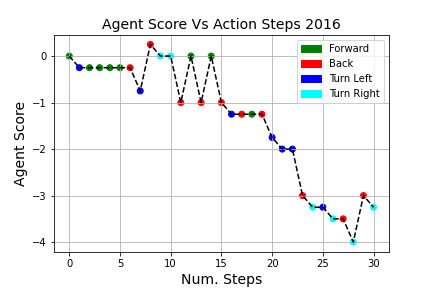 Agent Score Vs Action Steps 2016
Forward
Back
Turn Left
Turn Right
Agent Score
0
−1
−2
−3
−4
0 5 10 15 20 25 30
Num. Steps